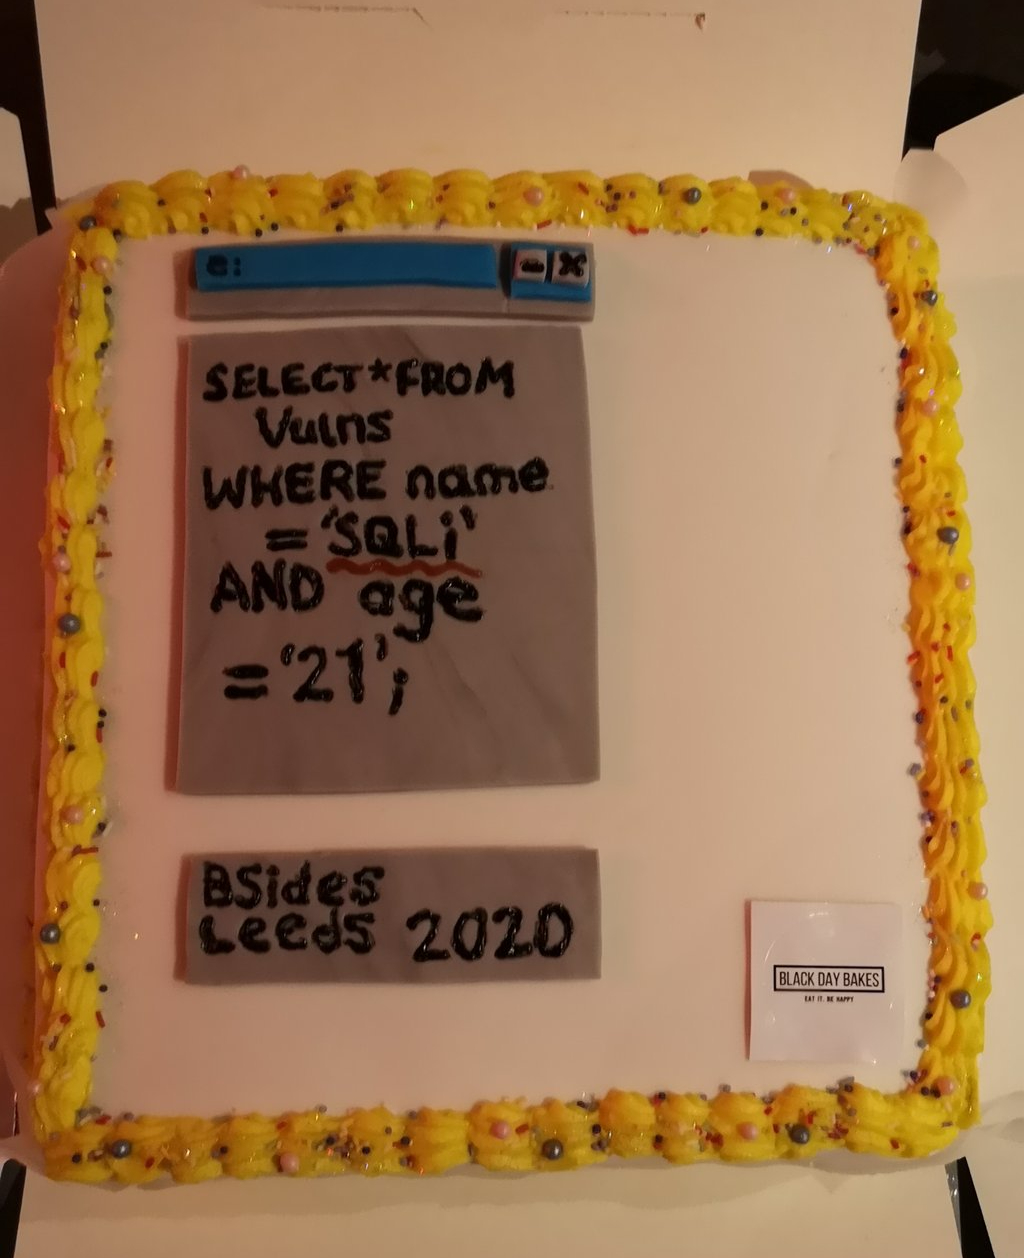 e:
SELECT*FROM
Vulns
WHERE name
='SQLi'
AND age
='21';
BSides
Leeds 2020
BLACK DAY BAKES
EAT IT. BE HAPPY